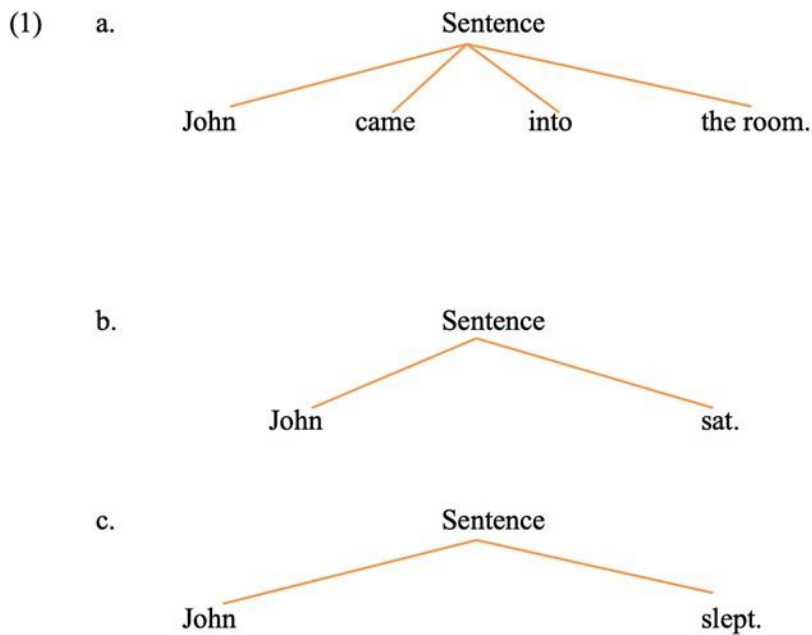 (1) a. Sentence
John came into the room.
b. Sentence
John sat.
c. Sentence
John slept.